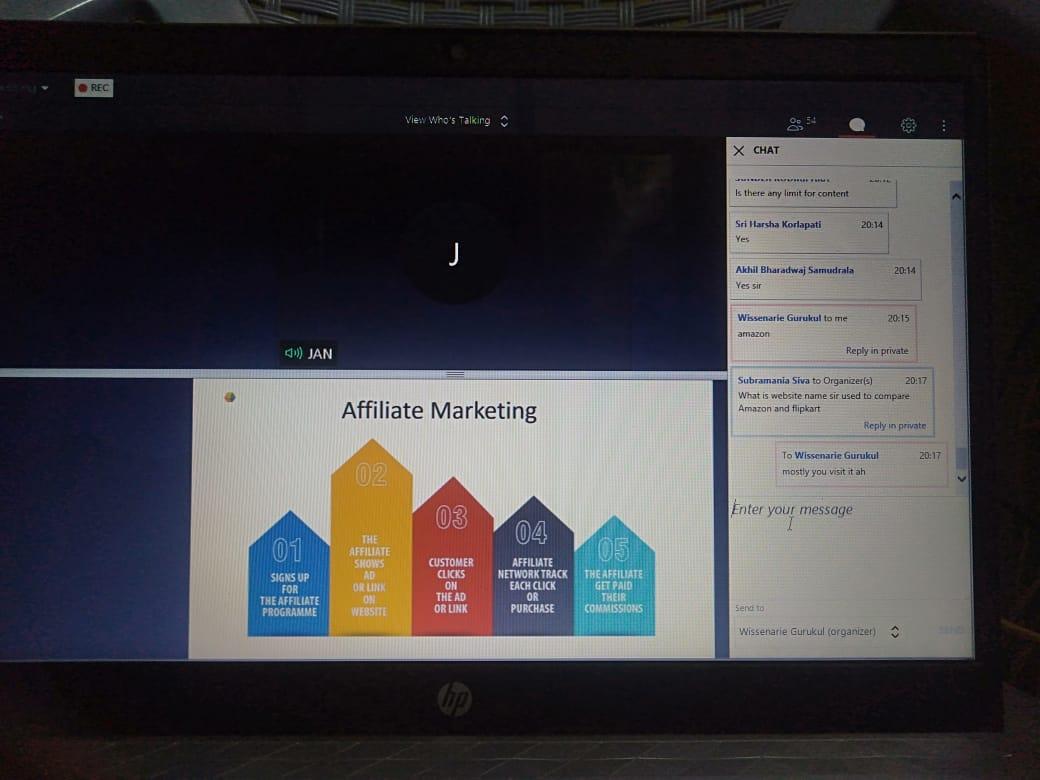 REC
View Who's Talking
54
J
JAN
Affiliate Marketing
01
SIGNS UP
FOR
THE AFFILIATE
PROGRAMME
02
THE
AFFILIATE
SHOWS
AD
OR LINK
ON
WEBSITE
03
CUSTOMER
CLICKS
ON
THE AD
OR LINK
04
AFFILIATE
NETWORK TRACK
EACH CLICK
OR
PURCHASE
05
THE AFFILIATE
GET PAID
THEIR
COMMISSIONS
CHAT
Is there any limit for content
Sri Harsha Korlapati 20:14
Yes
Akhil Bharadwaj Samudrala 20:14
Yes sir
Wissenarie Gurukul to me 20:15
amazon
Reply in private
Subramania Siva to Organizer(s) 20:17
What is website name sir used to compare
Amazon and flipkart
Reply in private
To Wissenarie Gurukul 20:17
mostly you visit it ah
Enter your message
Send to
Wissenarie Gurukul (organizer)
SEND
hp